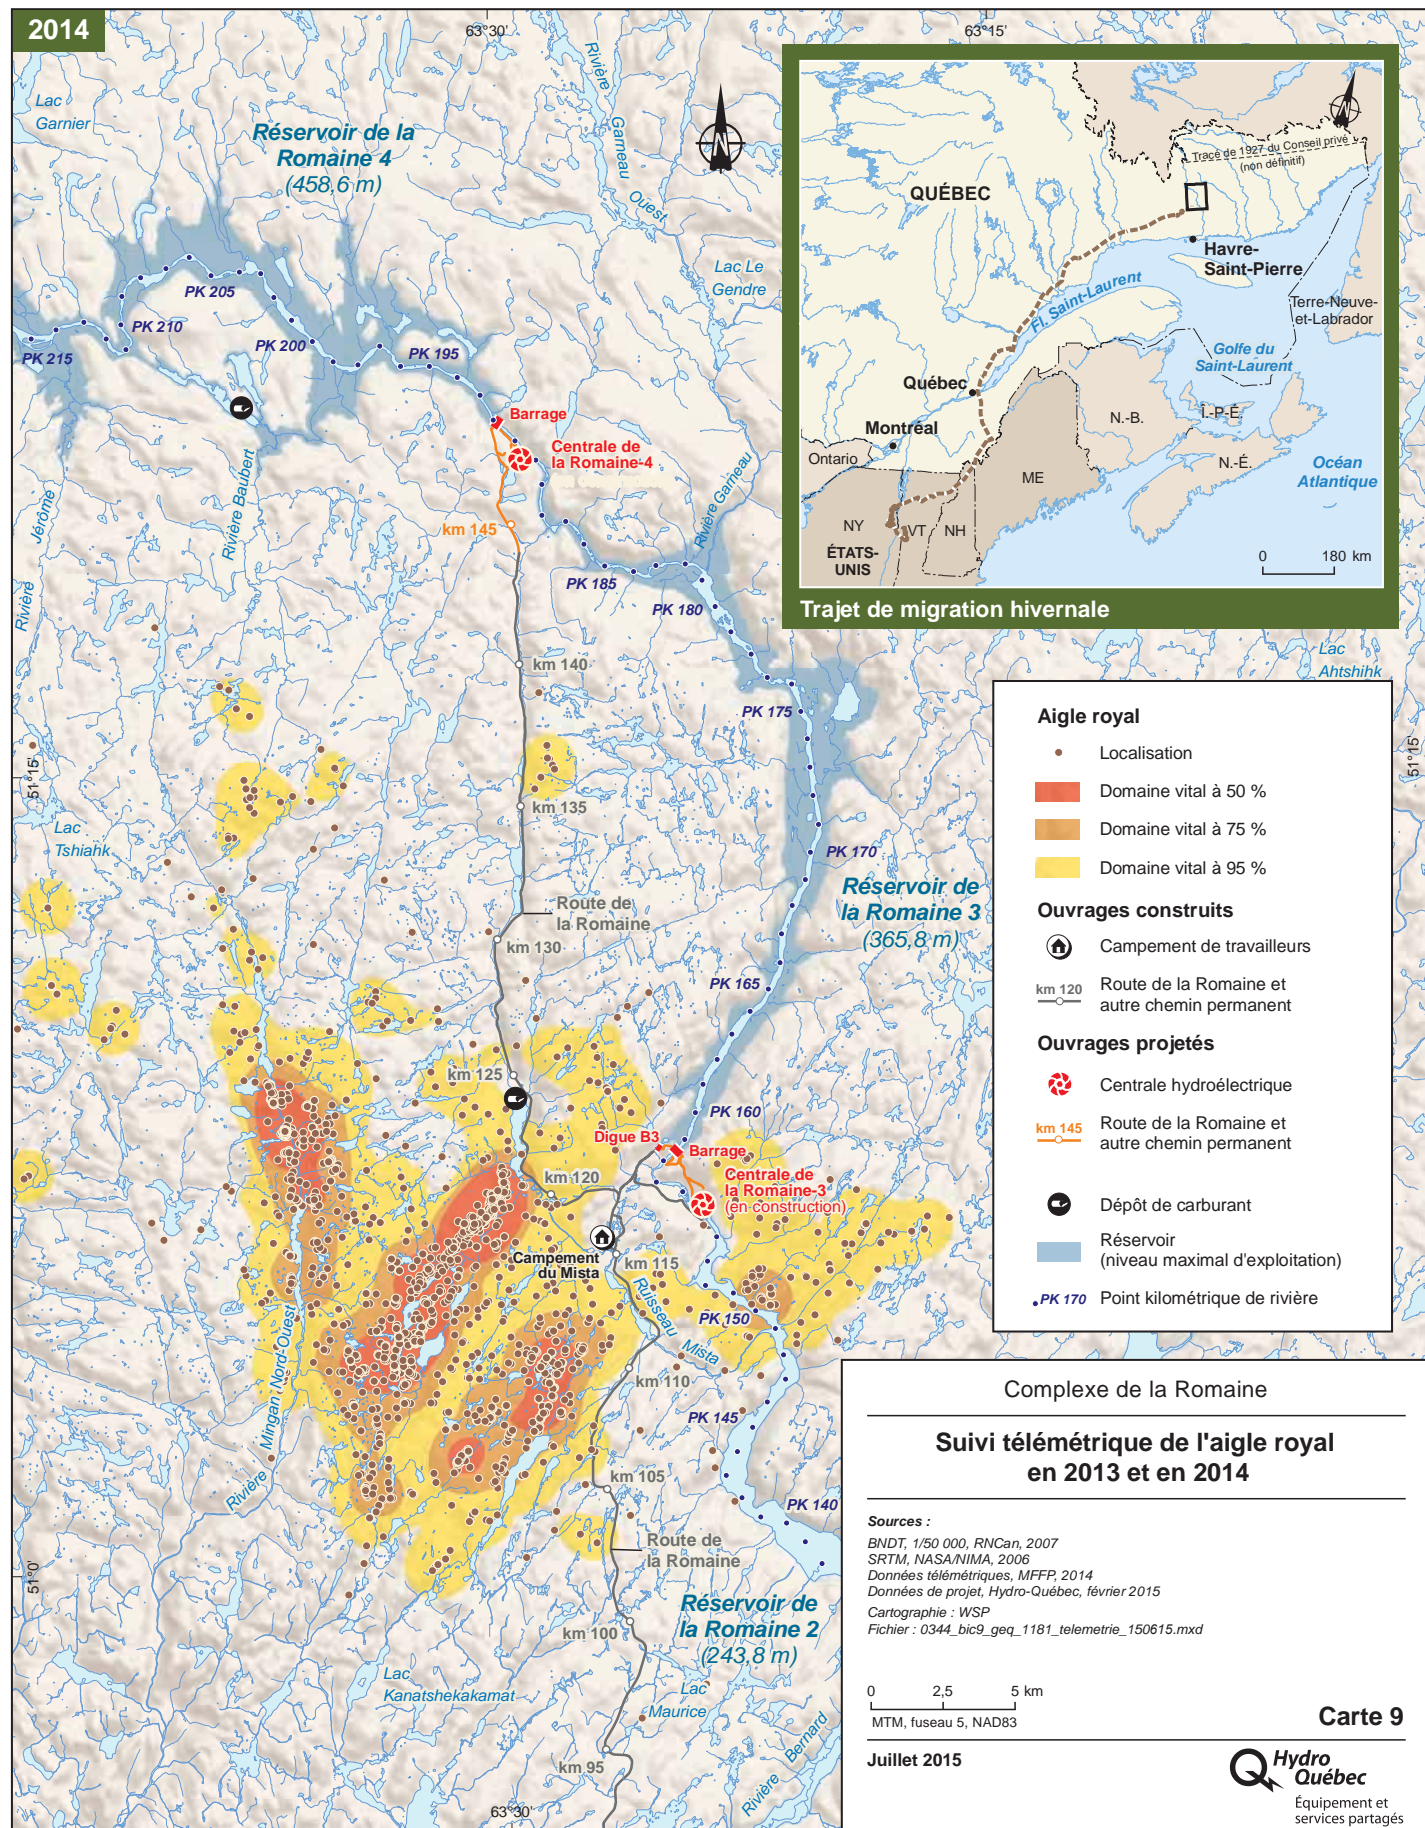 2014
63°30'
63°15'
Lac
Garnier
Réservoir de la
Romaine 4
(458,6 m)
Rivière
Garneau
Ouest
Lac Le
Gendre
PK 205
PK 210
PK 215
PK 200
PK 195
Barrage
Centrale de
la Romaine-4
km 145
Rivière Baubert
Rivière
Jérôme
Rivière Garneau
PK 185
PK 180
km 140
PK 175
51°15'
51°15'
Lac
Tshiahk
km 135
PK 170
Réservoir de
la Romaine 3
(365,8 m)
Route de
la Romaine
km 130
PK 165
km 125
PK 160
Digue B3
Barrage
Centrale de
la Romaine-3
(en construction)
km 120
Campement
du Mista
km 115
Ruisseau
Mista
PK 150
km 110
Rivière
Mingan Nord-Ouest
PK 145
km 105
PK 140
Route de
la Romaine
51°0'
Réservoir de
la Romaine 2
(243,8 m)
km 100
Lac
Kanatshekakamat
Lac
Maurice
km 95
Rivière Bernard
63°30'
QUÉBEC
Tracé de 1927 du Conseil privé
(non définitif)
Havre-
Saint-Pierre
Terre-Neuve-
et-Labrador
Fl. Saint-Laurent
Golfe du
Saint-Laurent
Québec
Montréal
Ontario
N.-B.
Î.-P.-É.
N.-É.
Océan
Atlantique
ME
NY
VT
NH
ÉTATS-
UNIS
0 180 km
Trajet de migration hivernale
Lac
Ahtshihk
Aigle royal
Localisation
Domaine vital à 50 %
Domaine vital à 75 %
Domaine vital à 95 %
Ouvrages construits
Campement de travailleurs
km 120 Route de la Romaine et
autre chemin permanent
Ouvrages projetés
Centrale hydroélectrique
km 145 Route de la Romaine et
autre chemin permanent
Dépôt de carburant
Réservoir
(niveau maximal d'exploitation)
PK 170 Point kilométrique de rivière
Complexe de la Romaine
Suivi télémétrique de l'aigle royal
en 2013 et en 2014
Sources :
BNDT, 1/50 000, RNCan, 2007
SRTM, NASA/NIMA, 2006
Données télémétriques, MFFP, 2014
Données de projet, Hydro-Québec, février 2015
Cartographie : WSP
Fichier : 0344_bic9_geq_1181_telemetrie_150615.mxd
0 2,5 5 km
MTM, fuseau 5, NAD83
Carte 9
Juillet 2015
Hydro
Québec
Équipement et
services partagés